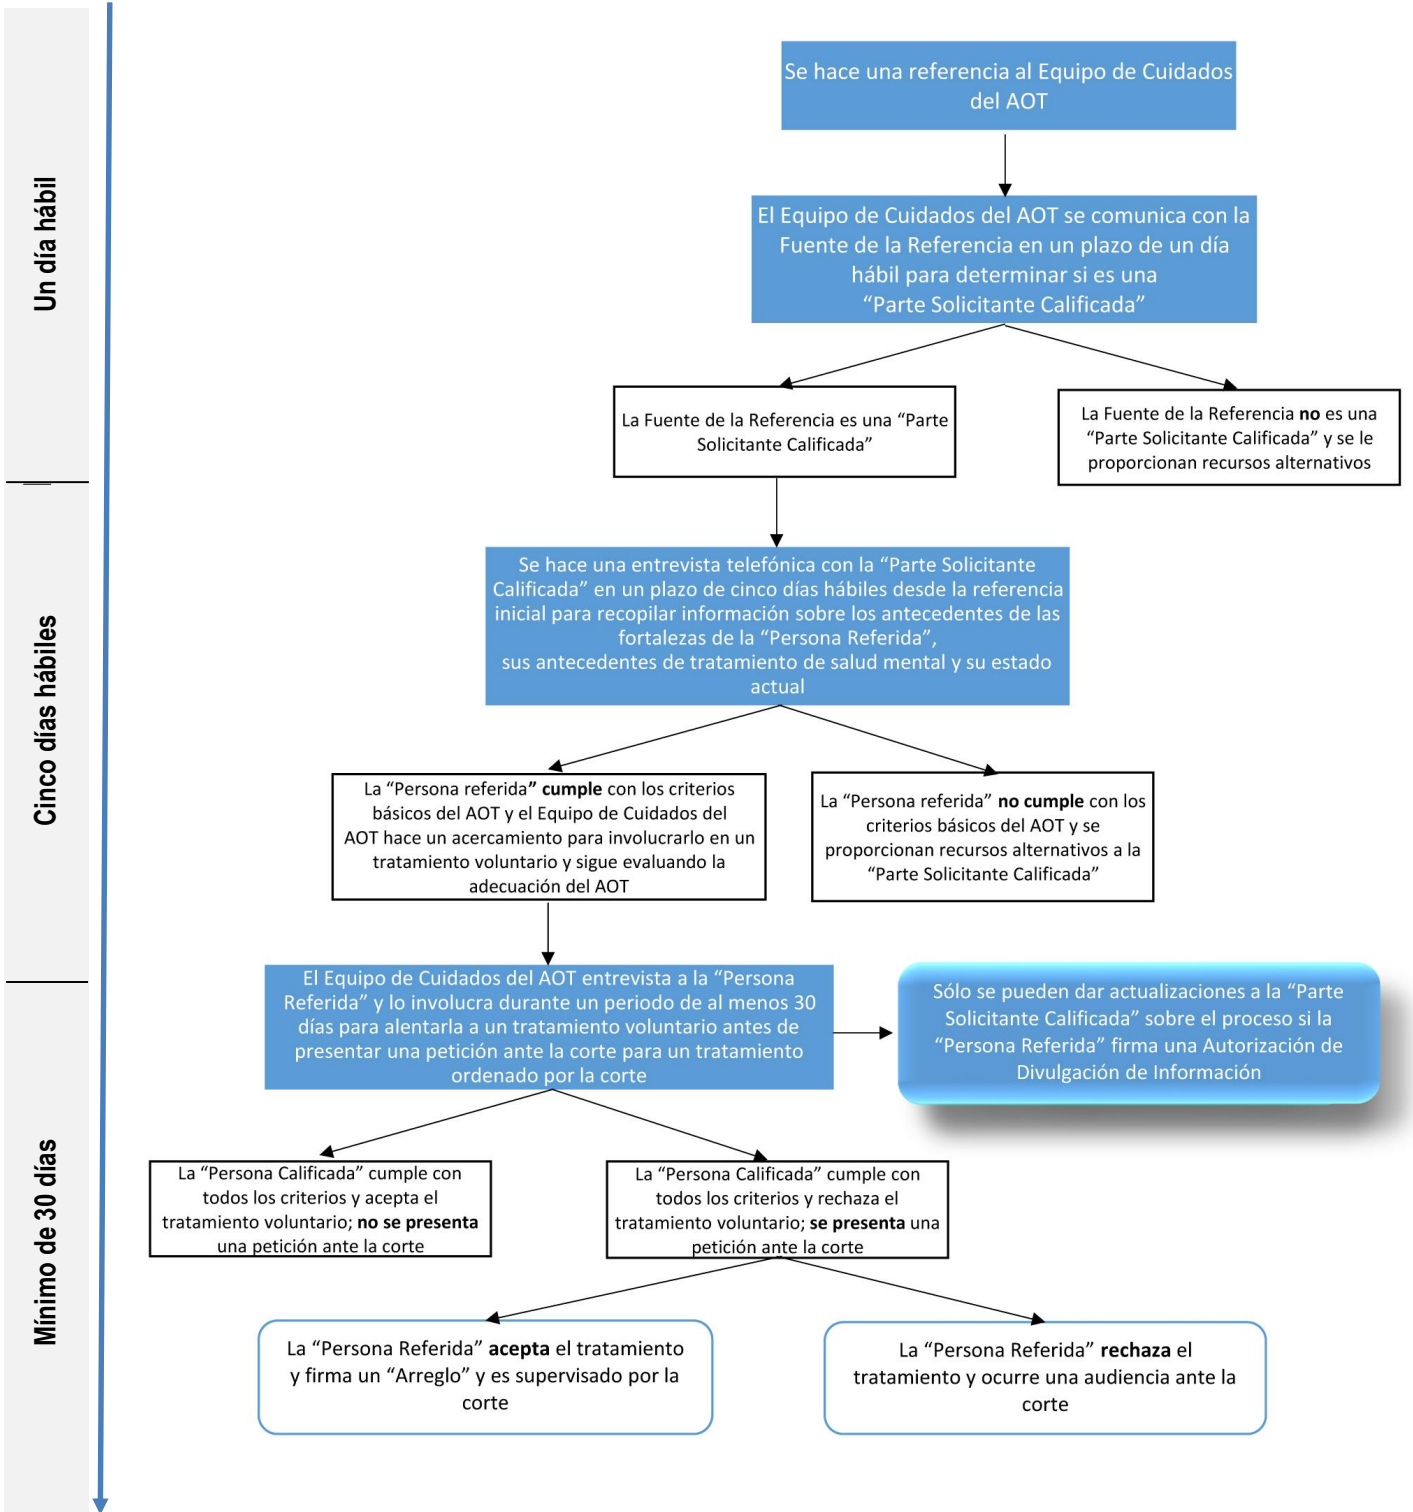 Un día hábil
Se hace una referencia al Equipo de Cuidados
del AOT
El Equipo de Cuidados del AOT se comunica con la
Fuente de la Referencia en un plazo de un día
hábil para determinar si es una
“Parte Solicitante Calificada”
La Fuente de la Referencia es una “Parte
Solicitante Calificada”
La Fuente de la Referencia no es una
“Parte Solicitante Calificada” y se le
proporcionan recursos alternativos
Cinco días hábiles
Se hace una entrevista telefónica con la “Parte Solicitante
Calificada” en un plazo de cinco días hábiles desde la referencia
inicial para recopilar información sobre los antecedentes de las
fortalezas de la “Persona Referida”,
sus antecedentes de tratamiento de salud mental y su estado
actual
La “Persona referida” cumple con los criterios
básicos del AOT y el Equipo de Cuidados del
AOT hace un acercamiento para involucrarlo en un
tratamiento voluntario y sigue evaluando la
adecuación del AOT
La “Persona referida” no cumple con los
criterios básicos del AOT y se
proporcionan recursos alternativos a la
“Parte Solicitante Calificada”
Mínimo de 30 días
El Equipo de Cuidados del AOT entrevista a la “Persona
Referida” y lo involucra durante un periodo de al menos 30
días para alentarla a un tratamiento voluntario antes de
presentar una petición ante la corte para un tratamiento
ordenado por la corte
Sólo se pueden dar actualizaciones a la “Parte
Solicitante Calificada” sobre el proceso si la
“Persona Referida” firma una Autorización de
Divulgación de Información
La “Persona Calificada” cumple con
todos los criterios y acepta el
tratamiento voluntario; no se presenta
una petición ante la corte
La “Persona Calificada” cumple con
todos los criterios y rechaza el
tratamiento voluntario; se presenta una
petición ante la corte
La “Persona Referida” acepta el tratamiento
y firma un “Arreglo” y es supervisado por la
corte
La “Persona Referida” rechaza el
tratamiento y ocurre una audiencia ante la
corte